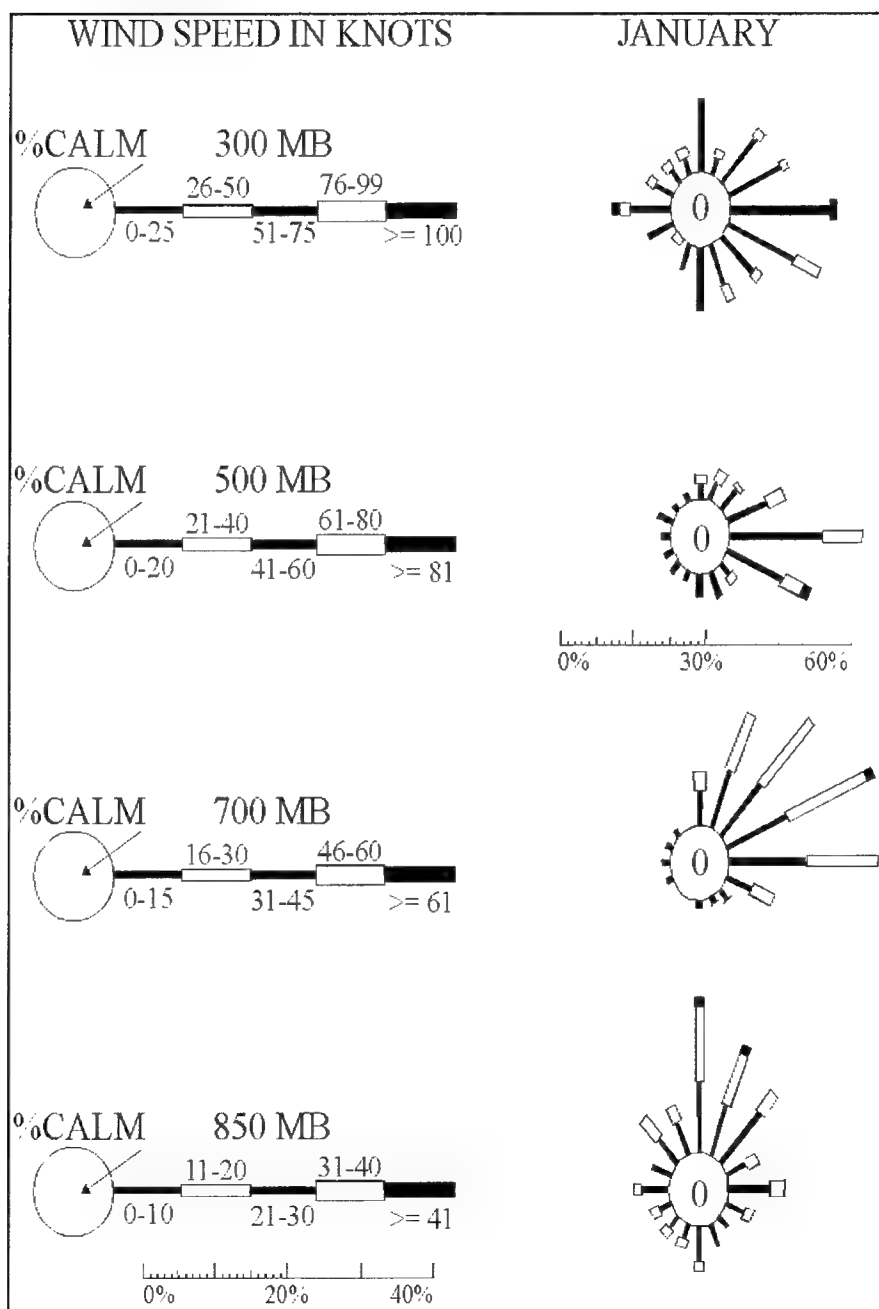 WIND SPEED IN KNOTS JANUARY
%CALM 300 MB
26-50 76-99
0-25 51-75 >= 100
0
%CALM 500 MB
21-40 61-80
0-20 41-60 >= 81
0
0% 30% 60%
%CALM 700 MB
16-30 46-60
0-15 31-45 >= 61
0
%CALM 850 MB
11-20 31-40
0-10 21-30 >= 41
0
0% 20% 40%